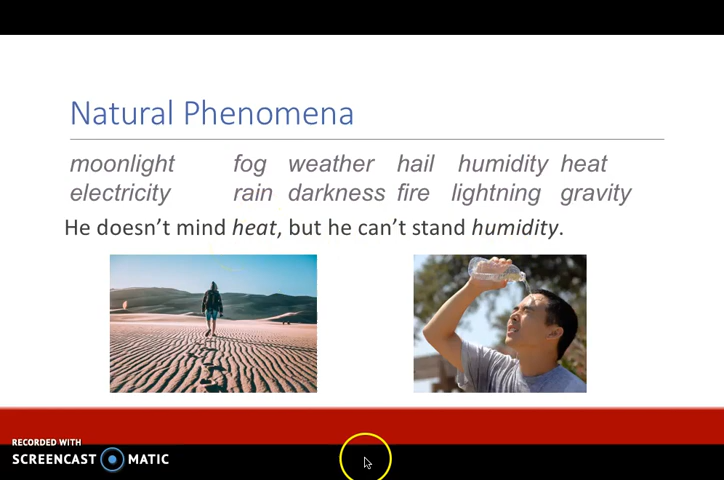 Natural Phenomena
moonlight fog weather hail humidity heat
electricity rain darkness fire lightning gravity
He doesn't mind heat, but he can't stand humidity.
RECORDED WITH
SCREENCAST MATIC